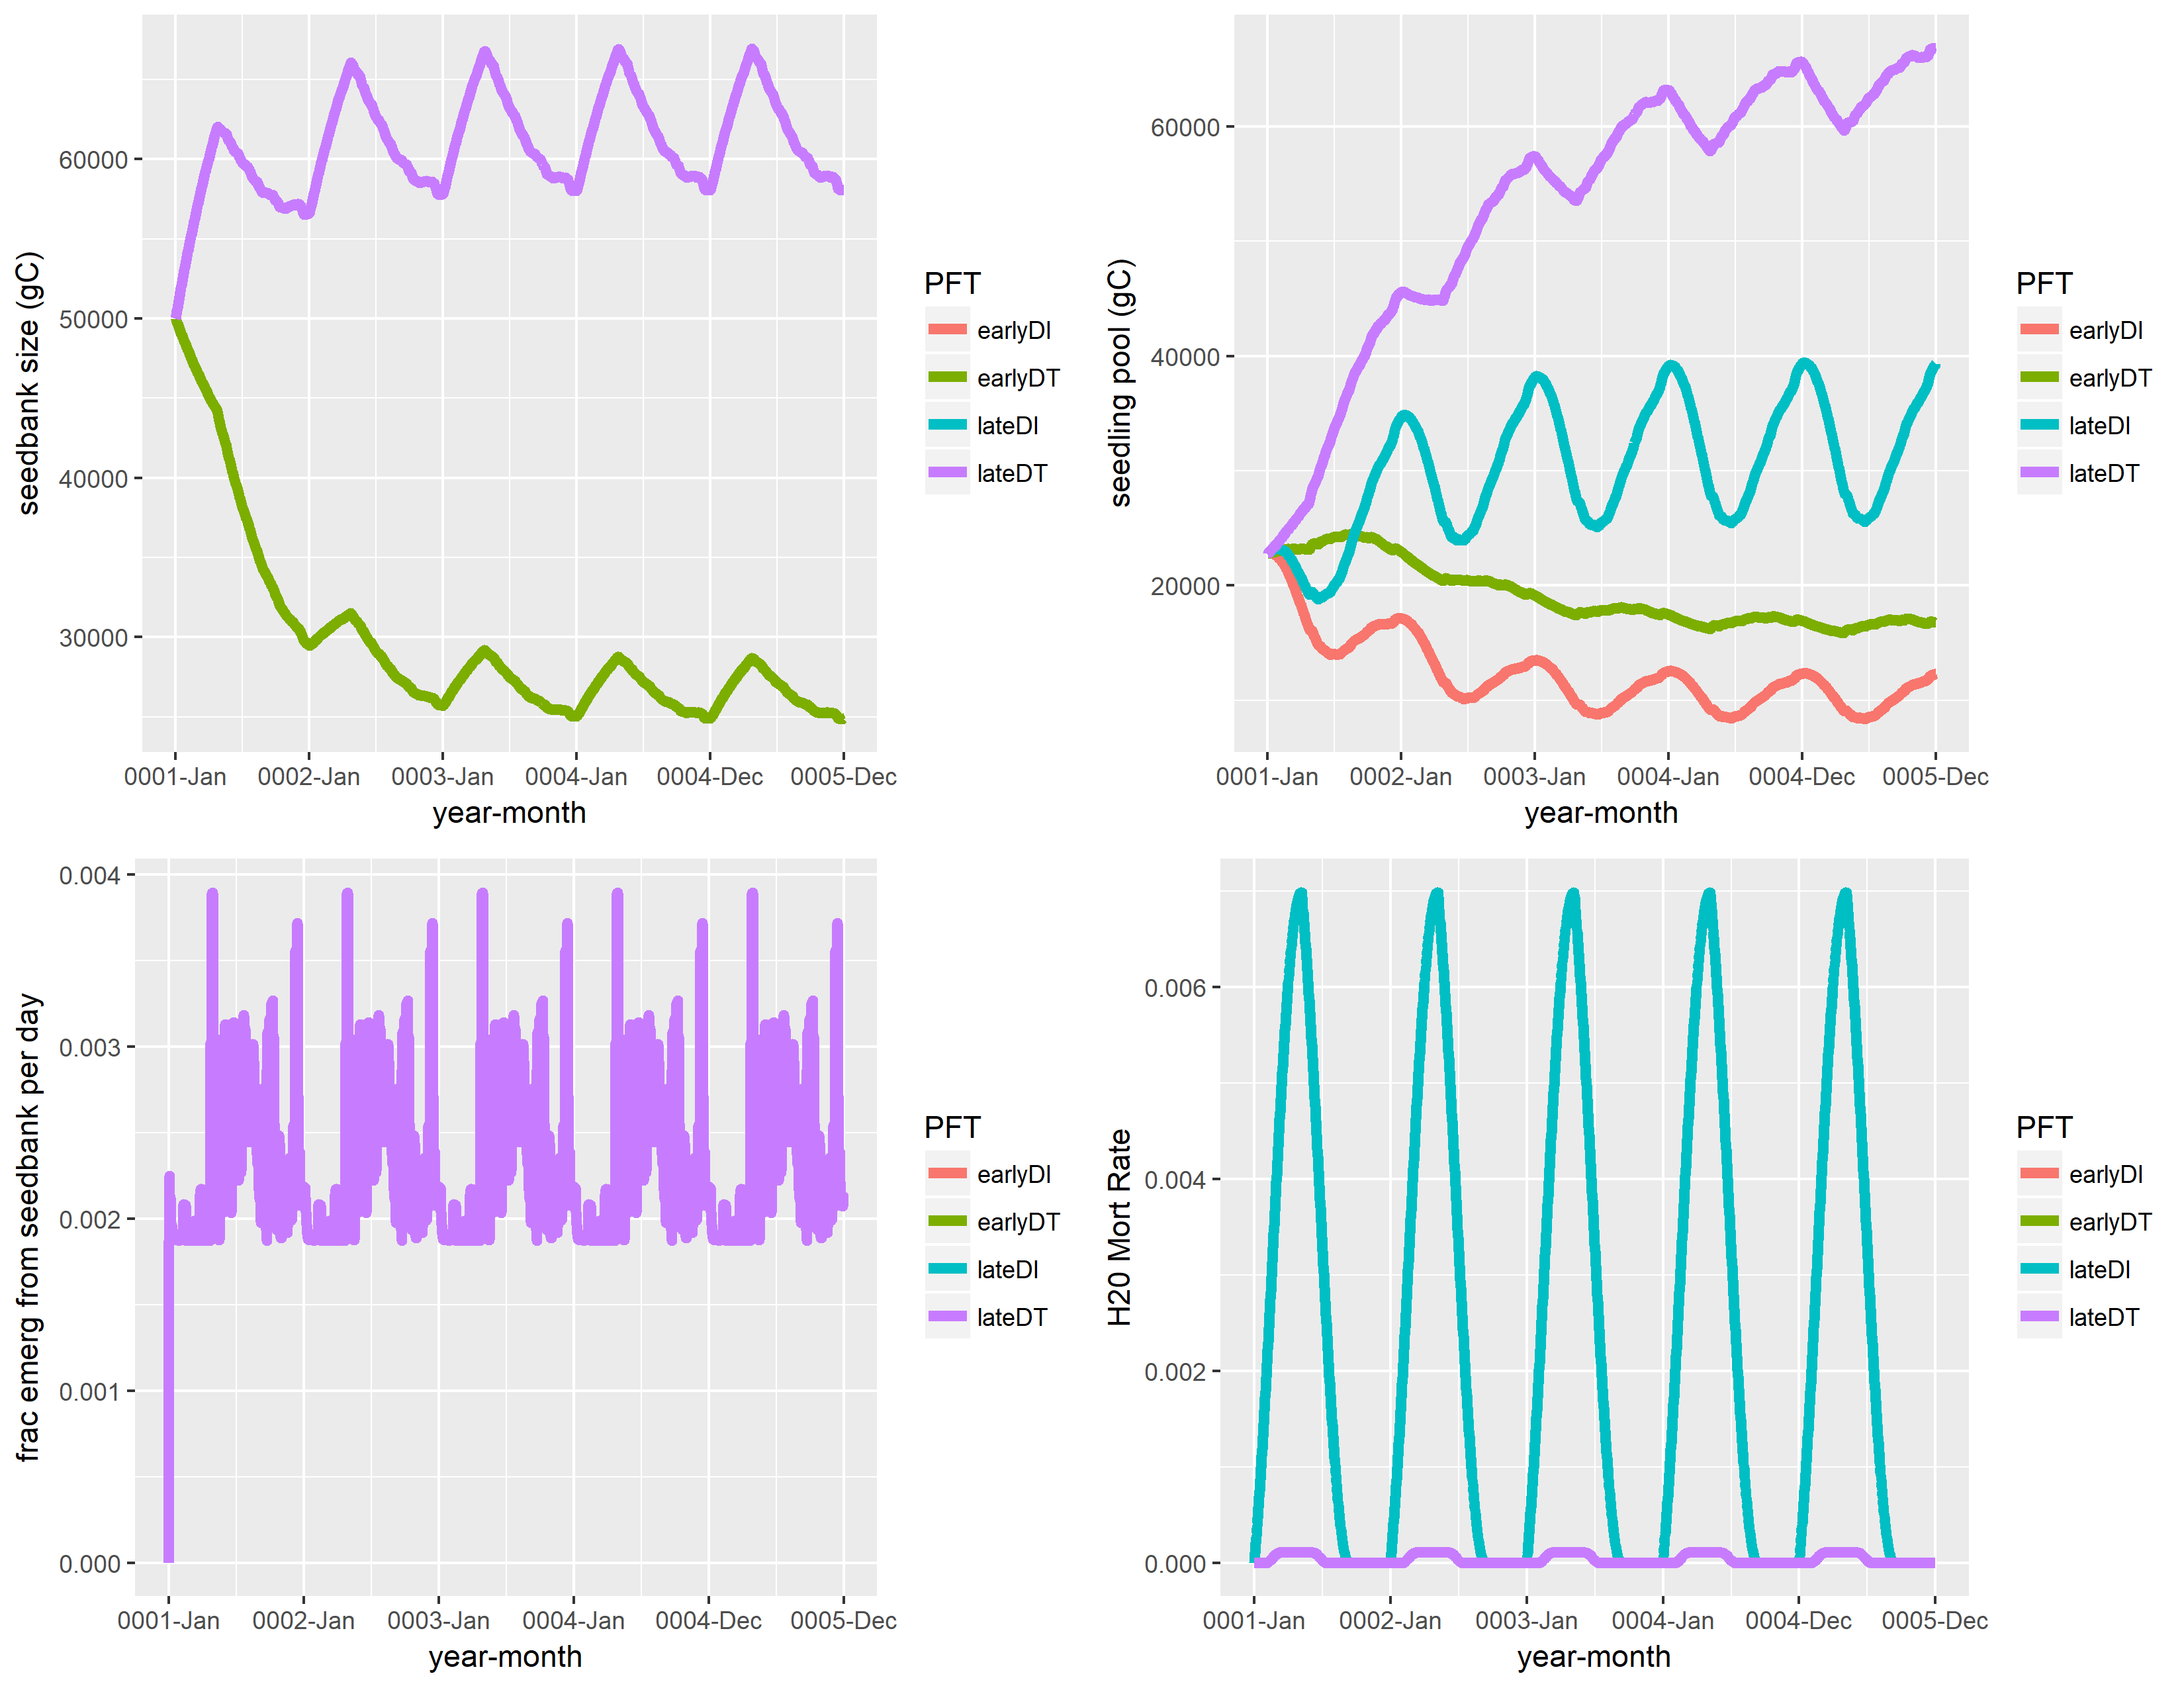 seedbank size (gC)
60000
50000
40000
30000
0001-Jan 0002-Jan 0003-Jan 0004-Jan 0004-Dec 0005-Dec
year-month
PFT
earlyDI
earlyDT
lateDI
lateDT
seedling pool (gC)
60000
40000
20000
0001-Jan 0002-Jan 0003-Jan 0004-Jan 0004-Dec 0005-Dec
year-month
PFT
earlyDI
earlyDT
lateDI
lateDT
frac emerg from seedbank per day
0.004
0.003
0.002
0.001
0.000
0001-Jan 0002-Jan 0003-Jan 0004-Jan 0004-Dec 0005-Dec
year-month
PFT
earlyDI
earlyDT
lateDI
lateDT
H20 Mort Rate
0.006
0.004
0.002
0.000
0001-Jan 0002-Jan 0003-Jan 0004-Jan 0004-Dec 0005-Dec
year-month
PFT
earlyDI
earlyDT
lateDI
lateDT